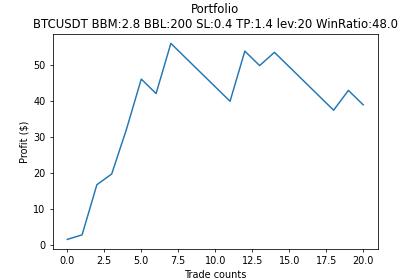 Portfolio
BTCUSDT BBM:2.8 BBL:200 SL:0.4 TP:1.4 lev:20 WinRatio:48.0
50
40
30
20
10
0
Profit ($)
0.0 2.5 5.0 7.5 10.0 12.5 15.0 17.5 20.0
Trade counts